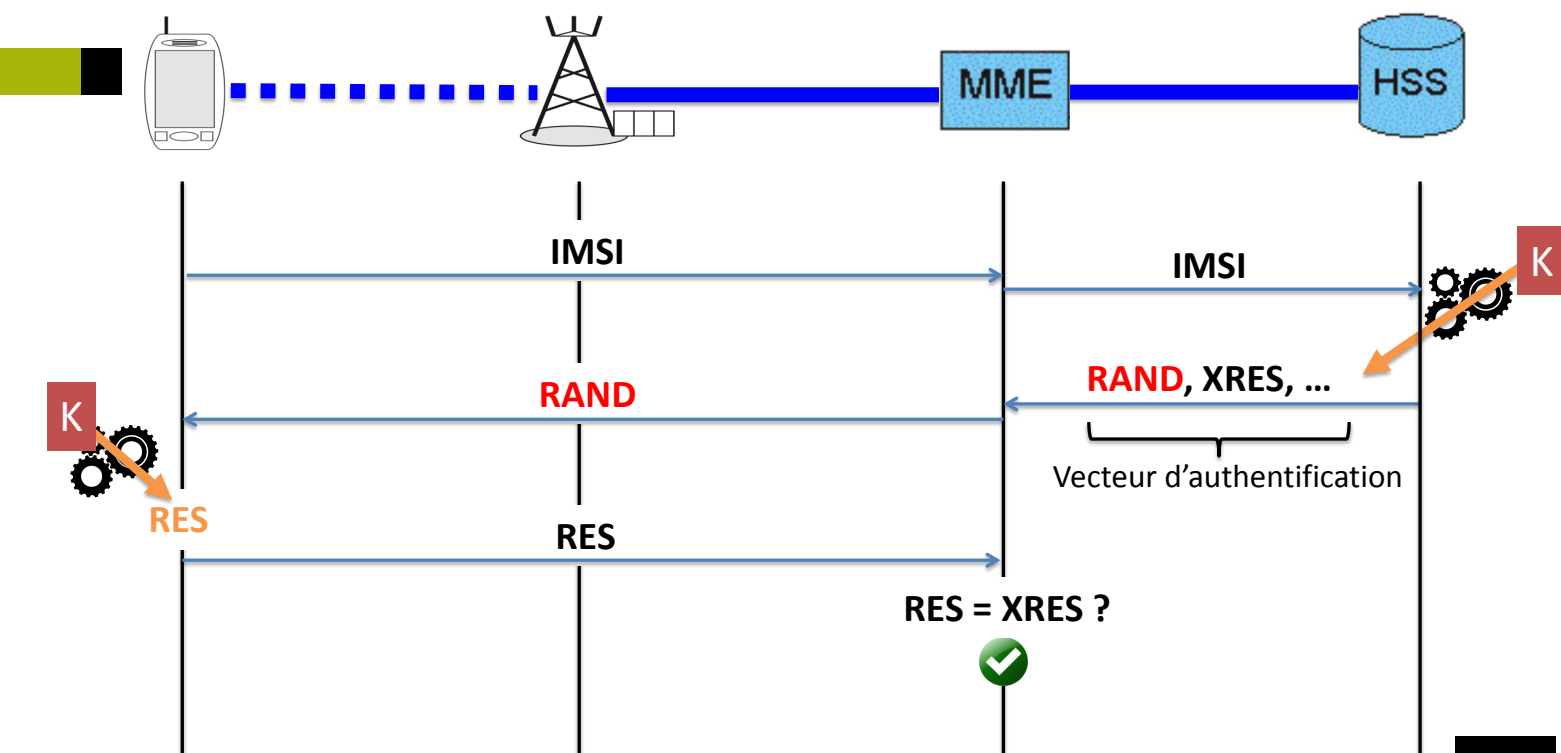 MME
HSS
IMSI
IMSI
K
RAND, XRES, …
RAND
K
Vecteur d’authentification
RES
RES
RES = XRES ?